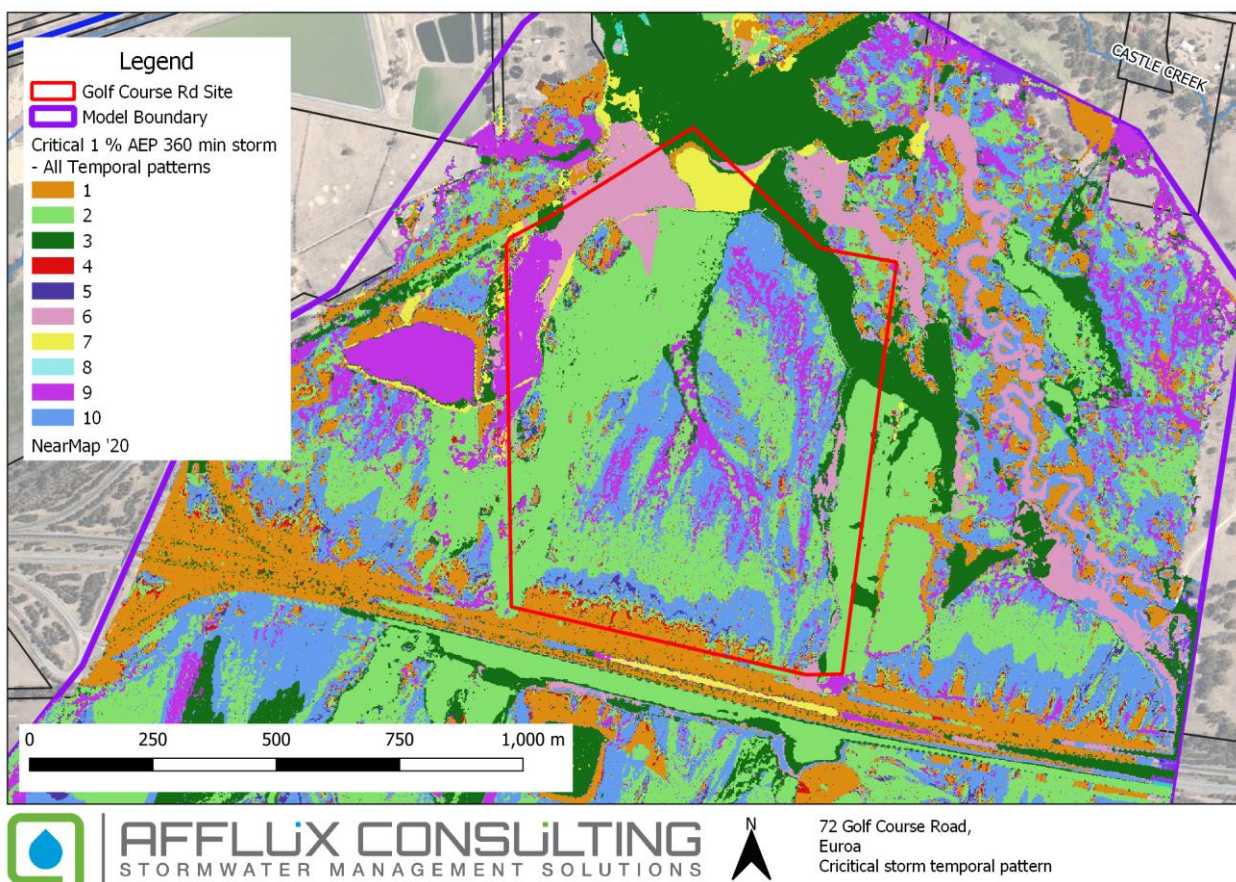 Legend
Golf Course Rd Site
Model Boundary
Critical 1 % AEP 360 min storm
- All Temporal patterns
1
2
3
4
5
6
7
8
9
10
NearMap '20
CASTLE CREEK
0 250 500 750 1,000 m
AFFLUX CONSULTING
STORMWATER MANAGEMENT SOLUTIONS
N
72 Golf Course Road,
Euroa
Cricitical storm temporal pattern